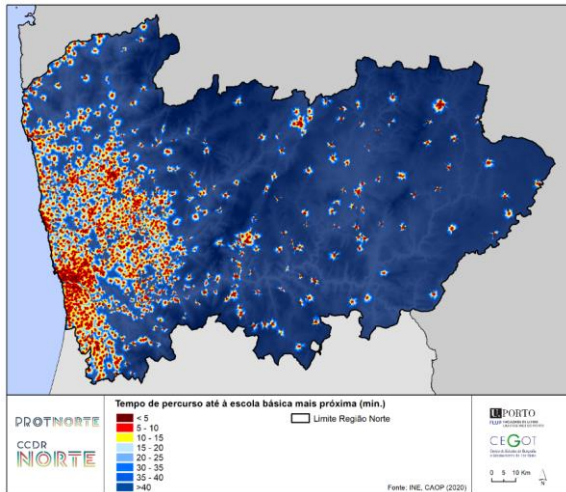 Tempo de percurso até à escola básica mais próxima (min.)
< 5
5 - 10
10 - 15
15 - 20
20 - 25
30 - 35
35 - 40
>40
Limite Região Norte
PROTNORTE
CCDR
NORTE
U.PORTO
CEGOT
0 5 10 Km
N
Fonte: INE, CAOP (2020)